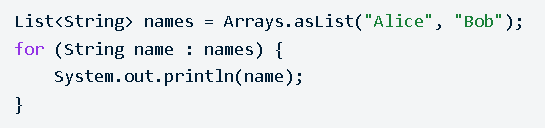 List<String> names = Arrays.asList("Alice", "Bob");
for (String name : names) {
    System.out.println(name);
}